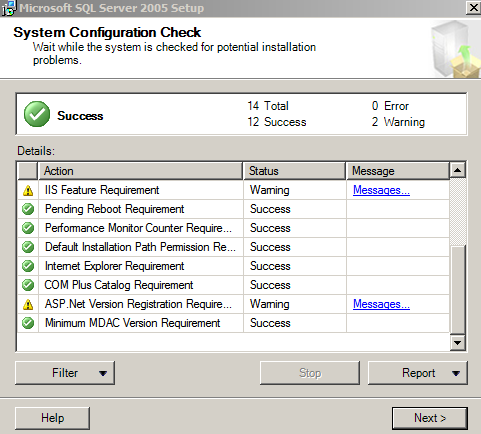 Microsoft SQL Server 2005 Setup
System Configuration Check
Wait while the system is checked for potential installation
problems.
Success
14 Total
0 Error
12 Success
2 Warning
Details:
Action Status Message
IIS Feature Requirement Warning Messages...
Pending Reboot Requirement Success
Performance Monitor Counter Require... Success
Default Installation Path Permission Re... Success
Internet Explorer Requirement Success
COM Plus Catalog Requirement Success
ASP.Net Version Registration Require... Warning Messages...
Minimum MDAC Version Requirement Success
Filter Stop Report
Help Next >